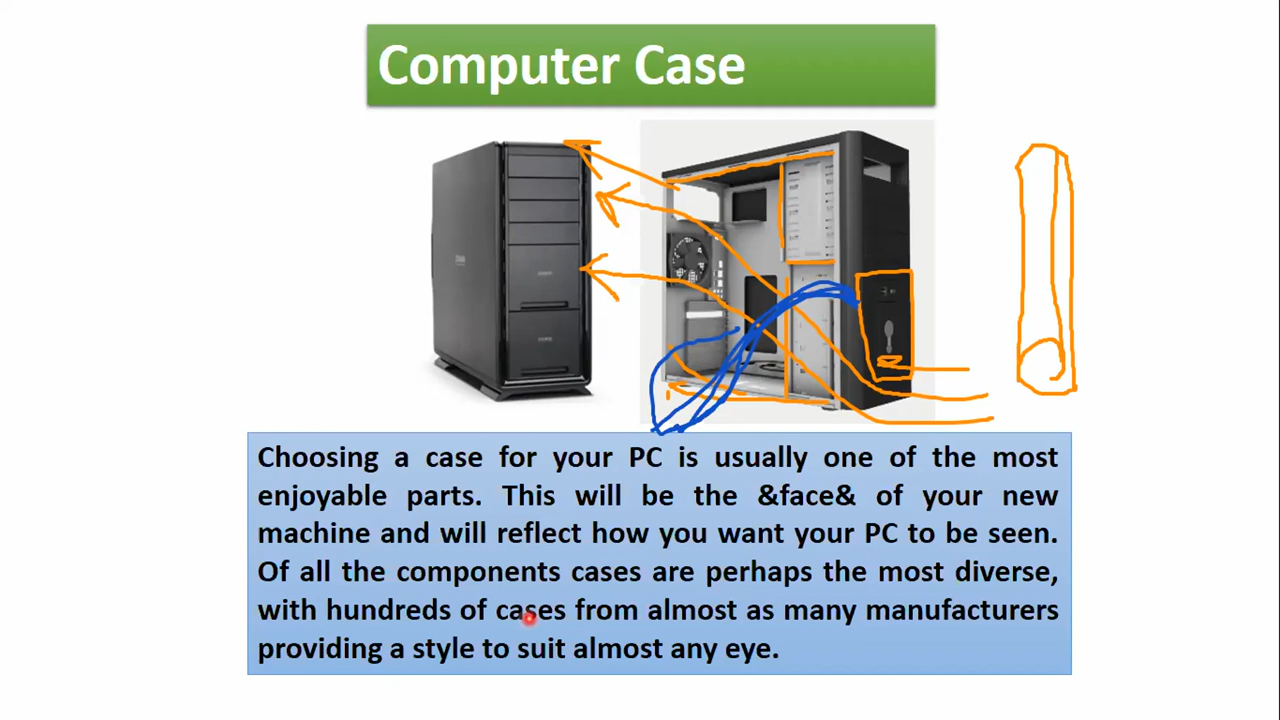 Computer Case
Choosing a case for your PC is usually one of the most
enjoyable parts. This will be the &face& of your new
machine and will reflect how you want your PC to be seen.
Of all the components cases are perhaps the most diverse,
with hundreds of cases from almost as many manufacturers
providing a style to suit almost any eye.